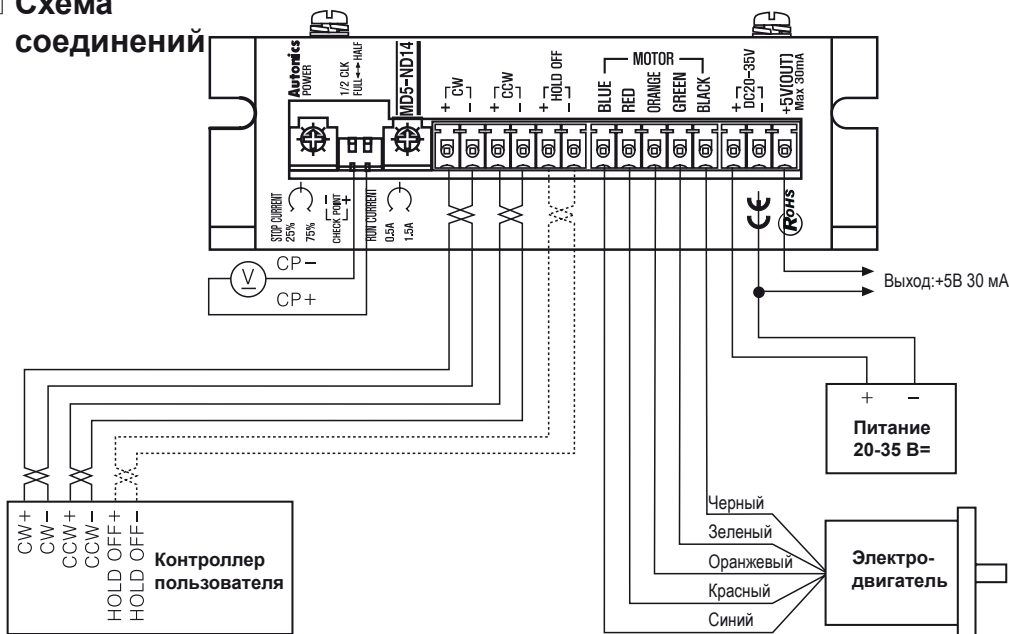 Схема
соединений
Autonics
POWER
1/2 CLK
FULL ↔ HALF
MD5-ND14
+ CW -
+ CCW -
+ HOLD OFF -
MOTOR
BLUE
RED
ORANGE
GREEN
BLACK
+ DC20-35V -
+5V(OUT)
Max 30mA
STOP CURRENT
25%
75%
- +
CHECK POINT
RUN CURRENT
0.5A
1.5A
CE
RoHS
V
CP-
CP+
Выход:+5В 30 мА
+ −
Питание
20-35 В=
CW+
CW-
CCW+
CCW-
HOLD OFF+
HOLD OFF-
Контроллер
пользователя
Черный
Зеленый
Оранжевый
Красный
Синий
Электро-
двигатель